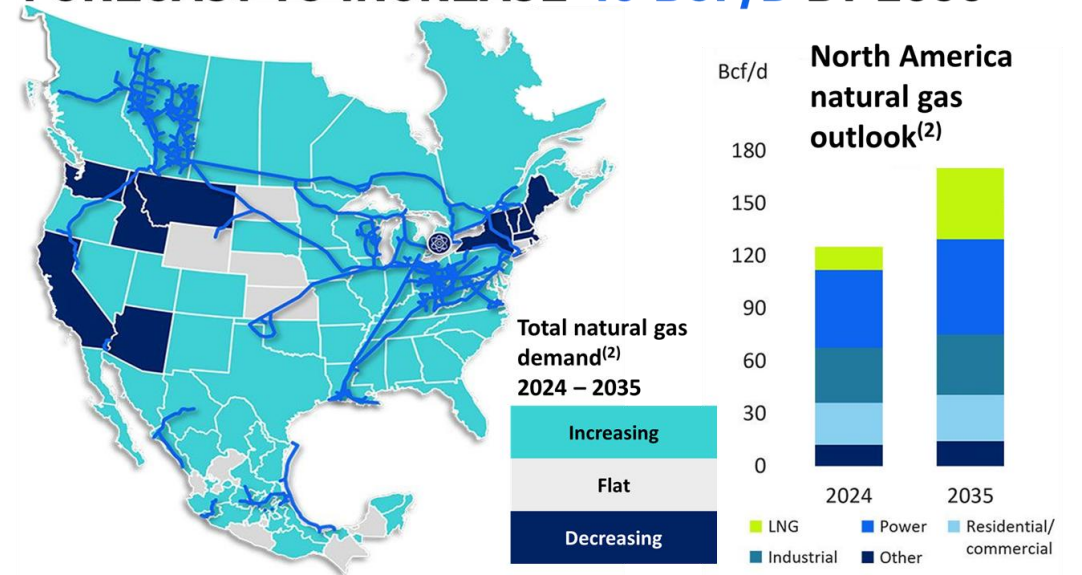 North America
natural gas
outlook(2)
Bcf/d
180
150
120
90
60
30
0
2024
2035
LNG
Power
Residential/
commercial
Industrial
Other
Total natural gas
demand(2)
2024 – 2035
Increasing
Flat
Decreasing